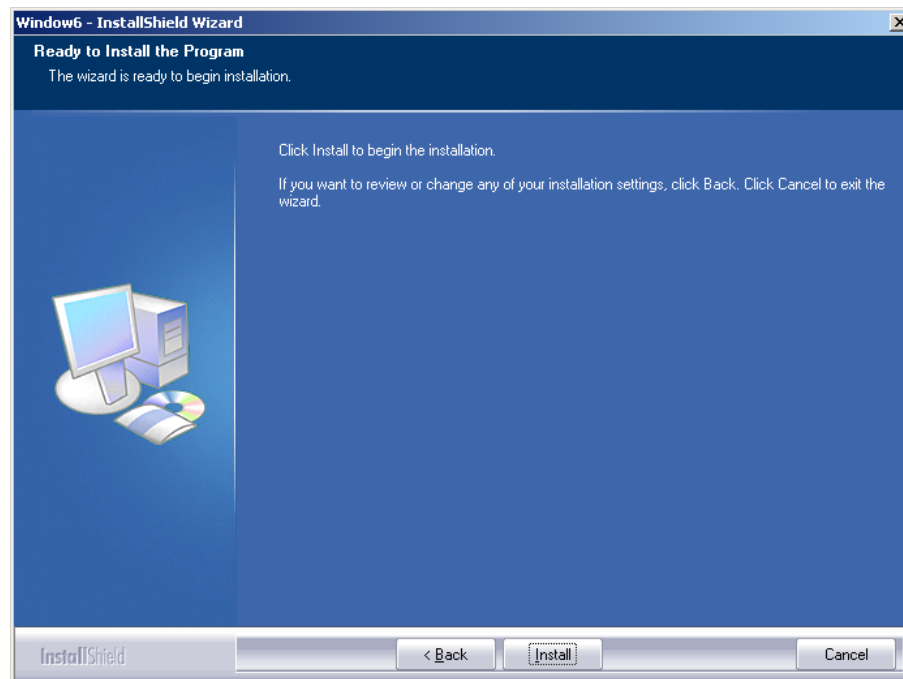 Window6 - InstallShield Wizard
Ready to Install the Program
The wizard is ready to begin installation.
Click Install to begin the installation.
If you want to review or change any of your installation settings, click Back. Click Cancel to exit the
wizard.
InstallShield
< Back
Install
Cancel